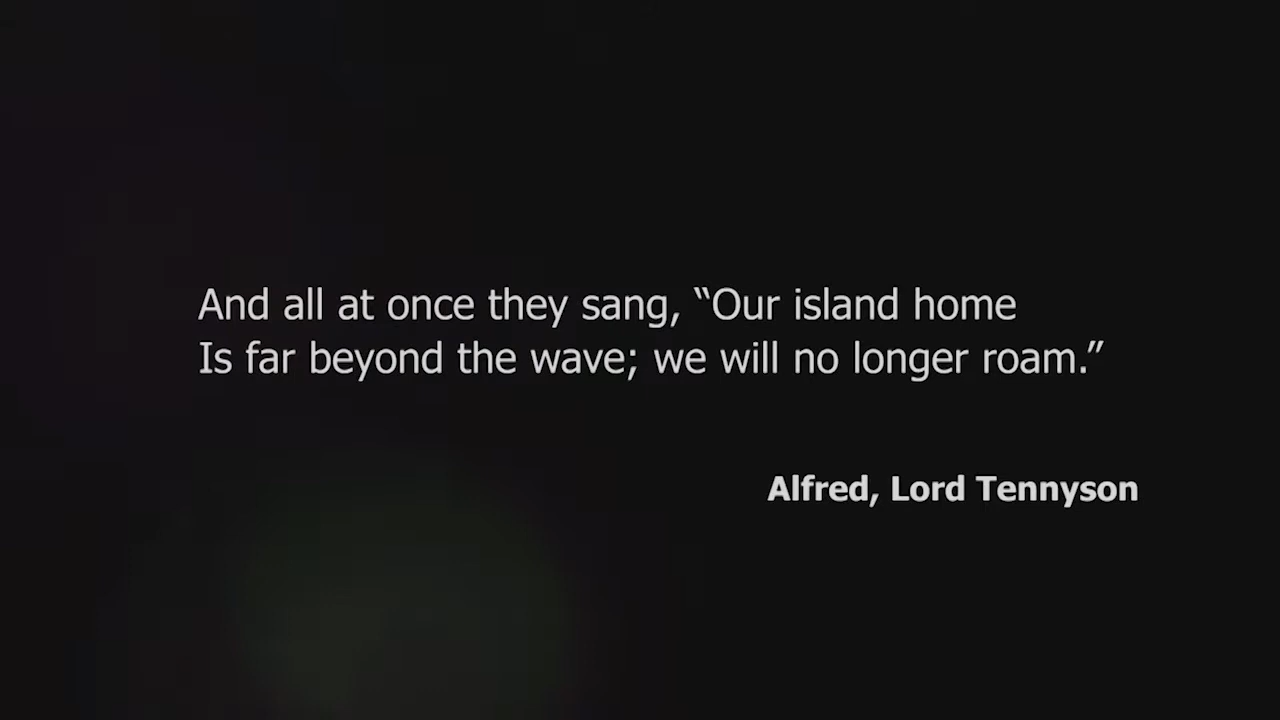 And all at once they sang, “Our island home
Is far beyond the wave; we will no longer roam.”
Alfred, Lord Tennyson